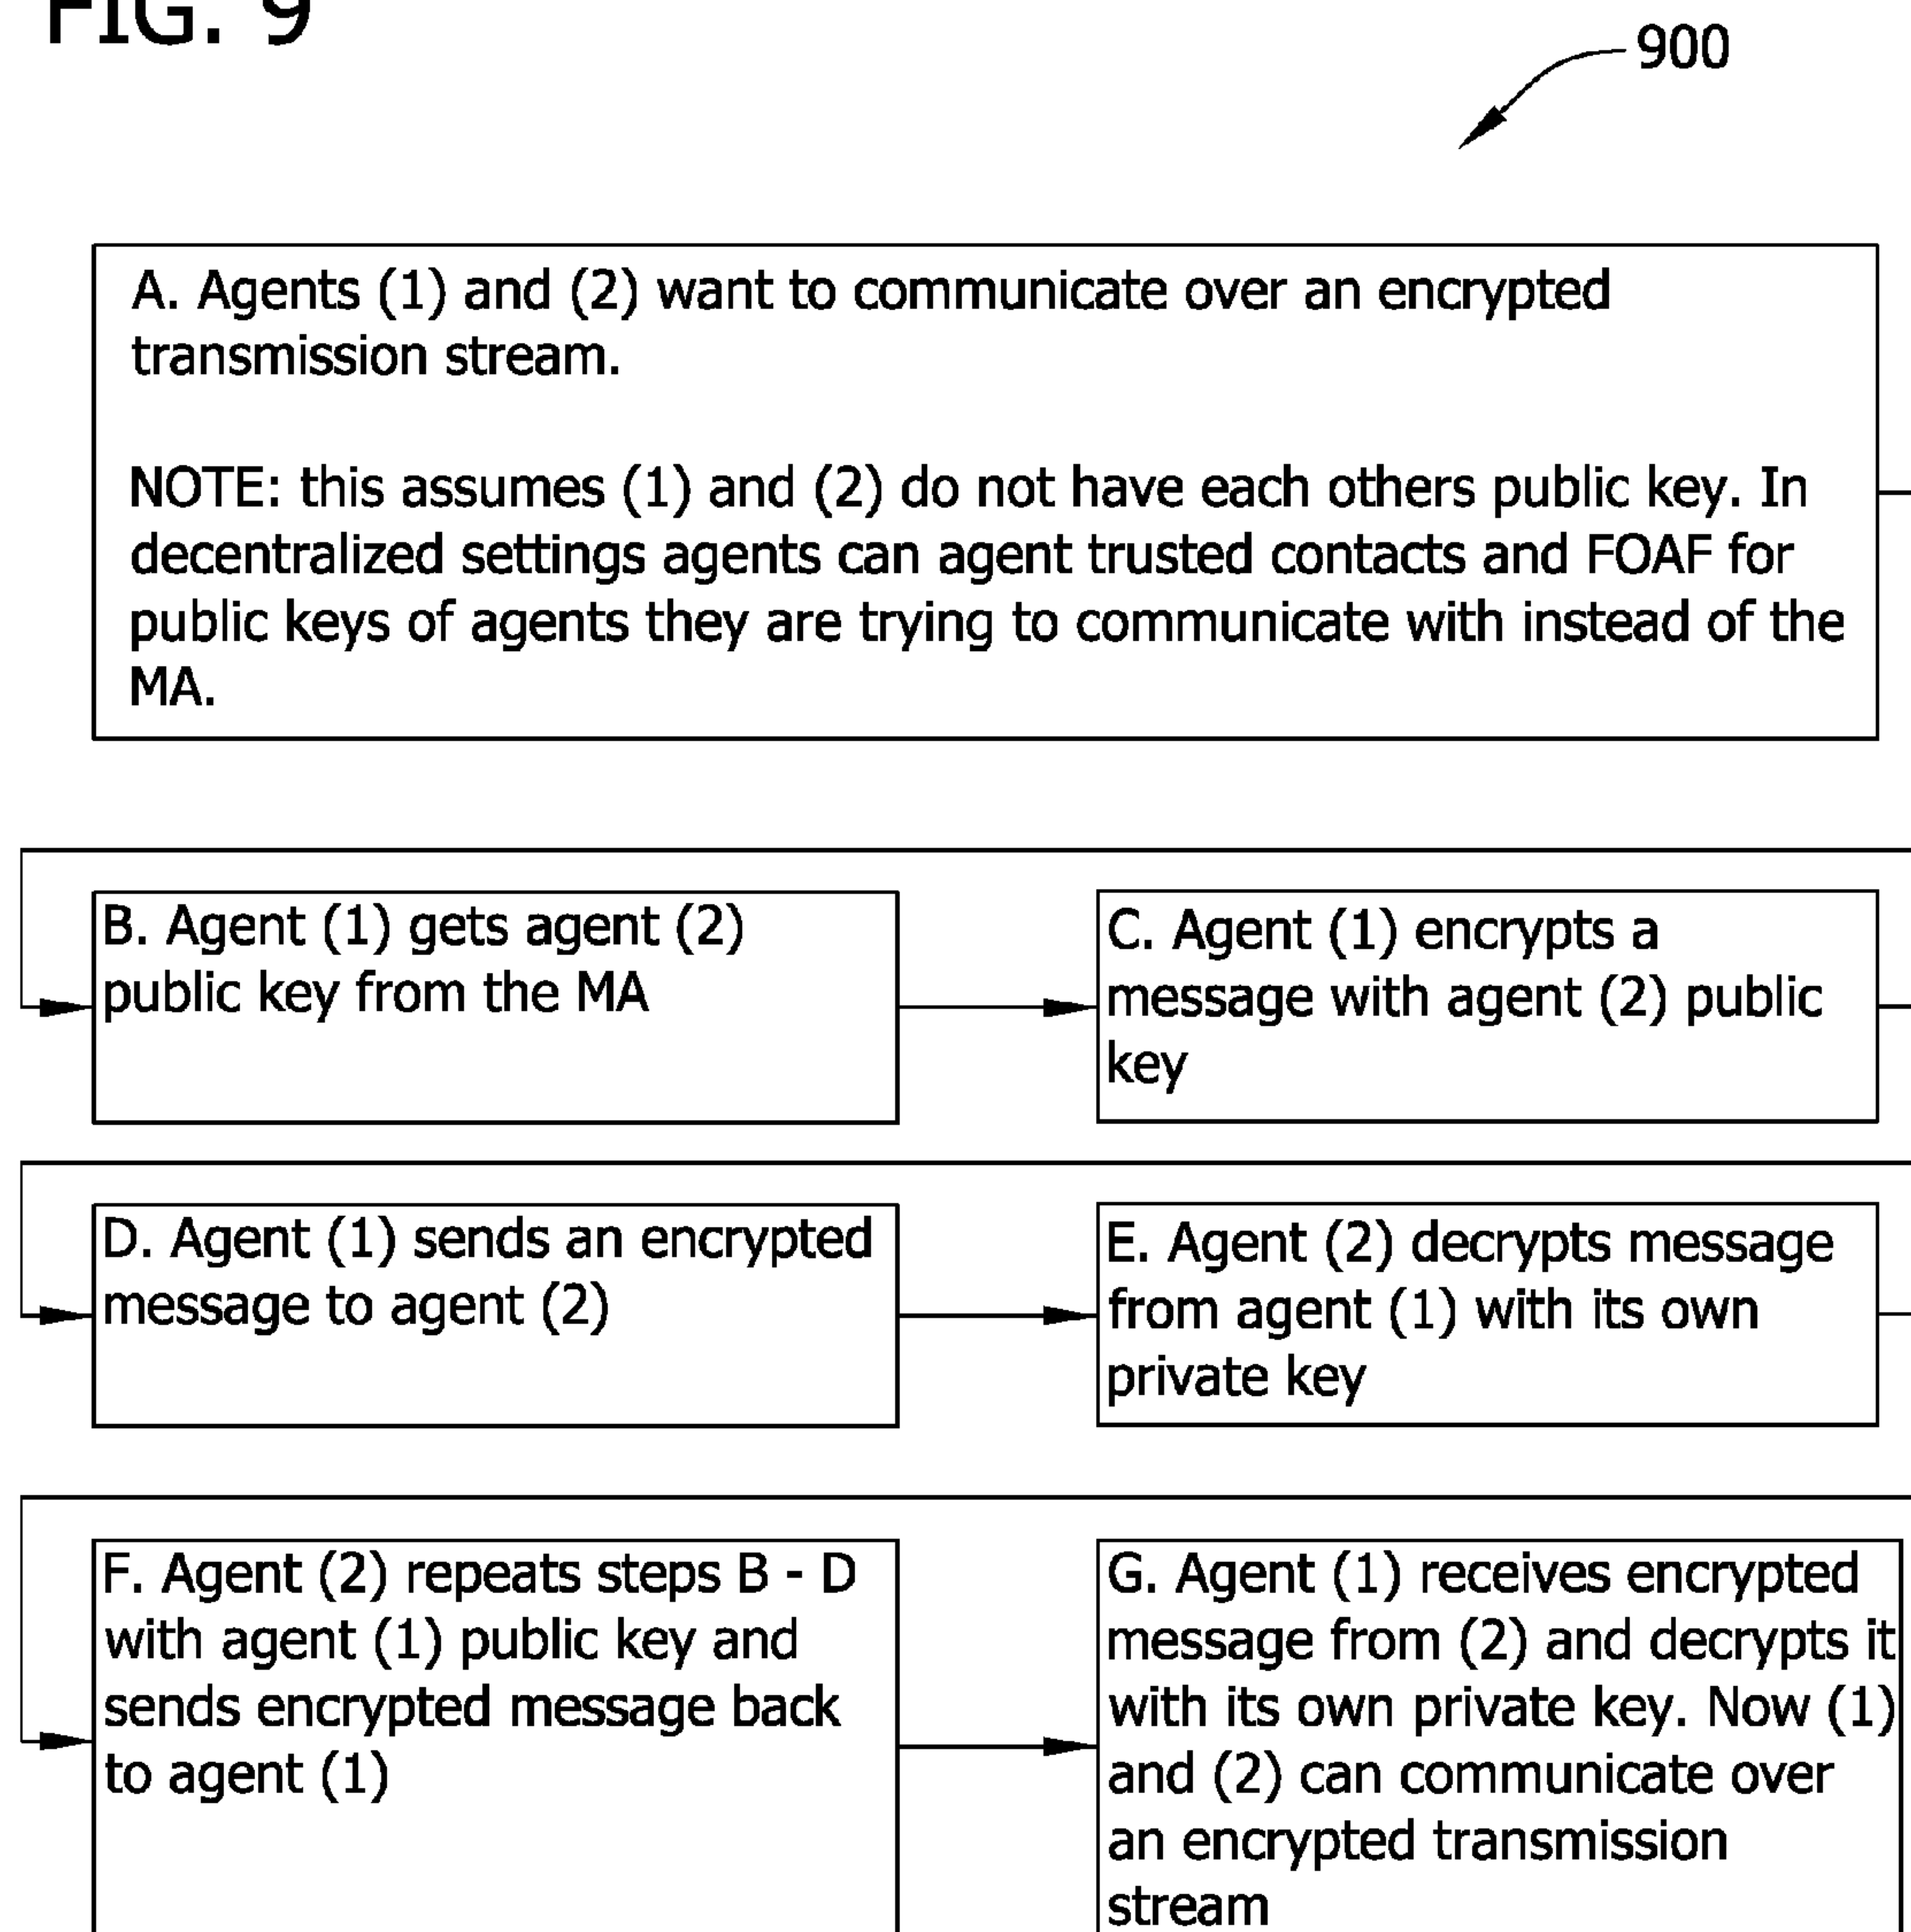 FIG. 9
900
A. Agents (1) and (2) want to communicate over an encrypted
transmission stream.
NOTE: this assumes (1) and (2) do not have each others public key. In
decentralized settings agents can agent trusted contacts and FOAF for
public keys of agents they are trying to communicate with instead of the
MA.
B. Agent (1) gets agent (2)
public key from the MA
C. Agent (1) encrypts a
message with agent (2) public
key
D. Agent (1) sends an encrypted
message to agent (2)
E. Agent (2) decrypts message
from agent (1) with its own
private key
F. Agent (2) repeats steps B - D
with agent (1) public key and
sends encrypted message back
to agent (1)
G. Agent (1) receives encrypted
message from (2) and decrypts it
with its own private key. Now (1)
and (2) can communicate over
an encrypted transmission
stream